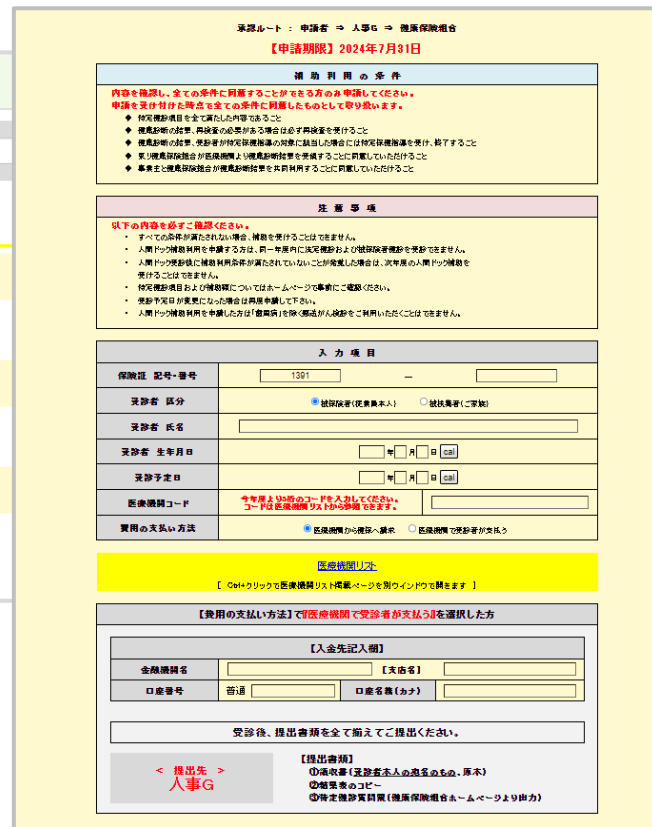 承認ルート : 申請者 ⇒ 人事G ⇒ 健康保険組合
【申請期限】2024年7月31日
補 助 利 用 の 条 件
内容を確認し、全ての条件に同意することができる方のみ申請してください。
申請を受け付けた時点で全ての条件に同意したものとして取り扱います。
◆ 特定健診項目を全て満たした内容であること
◆ 健康診断の結果、再検査の必要がある場合は必ず再検査を受けること
◆ 健康診断の結果、受診者が特定保健指導の対象に該当した場合には特定保健指導を受け、終了すること
◆ 健康保険組合が医療機関より健康診断結果を受領することに同意していただけること
◆ 事業主と健康保険組合が健康診断結果を共同利用することに同意していただけること
注 意 事 項
以下の内容を必ずご確認ください。
・ すべての条件が満たされない場合、補助を受けることはできません。
・ 人間ドック補助利用を申請する方は、同一年度内に法定健診および被保険者健診を受診できません。
・ 人間ドック受診後に補助利用条件が満たされていないことが発覚した場合は、次年度の人間ドック補助を
受けることはできません。
・ 特定健診項目および補助額についてはホームページで事前にご確認ください。
・ 受診予定日が変更になった場合は再度申請して下さい。
・ 人間ドック補助利用を申請した方は「歯周病」を除く郵送がん検診をご利用いただくことはできません。
入 力 項 目
保険証 記号・番号 1391 ―
受診者 区分 被保険者(従業員本人) 被扶養者(ご家族)
受診者 氏名
受診者 生年月日 年 月 日 cal
受診予定日 年 月 日 cal
医療機関コード 今年度より5桁のコードを入力してください。
コードは医療機関リストから参照できます。
費用の支払い方法 医療機関から健保へ請求 医療機関で受診者が支払う
医療機関リスト
[ Ctrl+クリックで医療機関リスト掲載ページを別ウインドウで開きます ]
【費用の支払い方法】で『医療機関で受診者が支払う』を選択した方
【入金先記入欄】
金融機関名 【支店名】
口座番号 普通 口座名義(カナ)
受診後、提出書類を全て揃えてご提出ください。
< 提出先 >
人事G
【提出書類】
①領収書(受診者本人の宛名のもの、原本)
②結果表のコピー
③特定健診質問票(健康保険組合ホームページより出力)